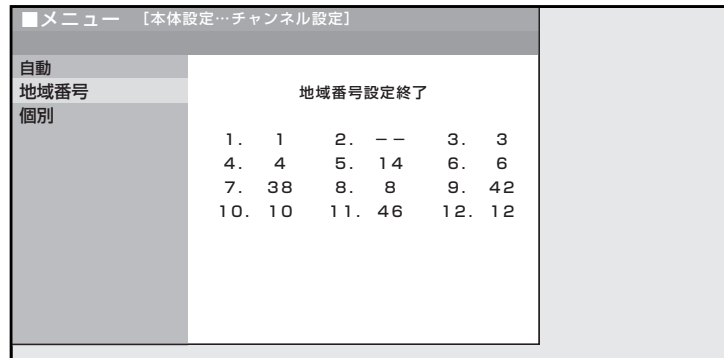 ■メニュー [本体設定…チャンネル設定]
自動
地域番号
個別
地域番号設定終了
1. 1 2. −− 3. 3
4. 4 5. 14 6. 6
7. 38 8. 8 9. 42
10. 10 11. 46 12. 12